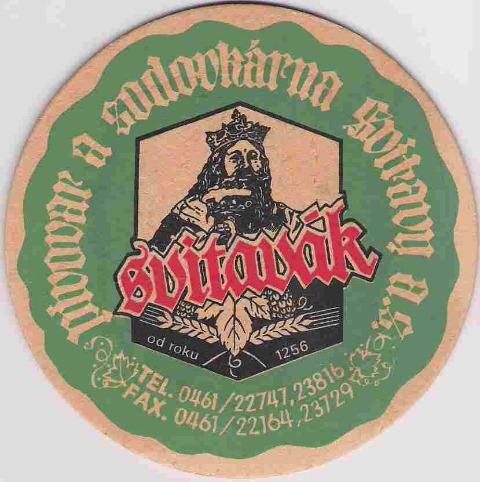 Pivovar a sodovkárna Svitavy a.s.
svitavák
od roku 1256
TEL. 0461/22747, 23816
FAX. 0461/22164, 23729